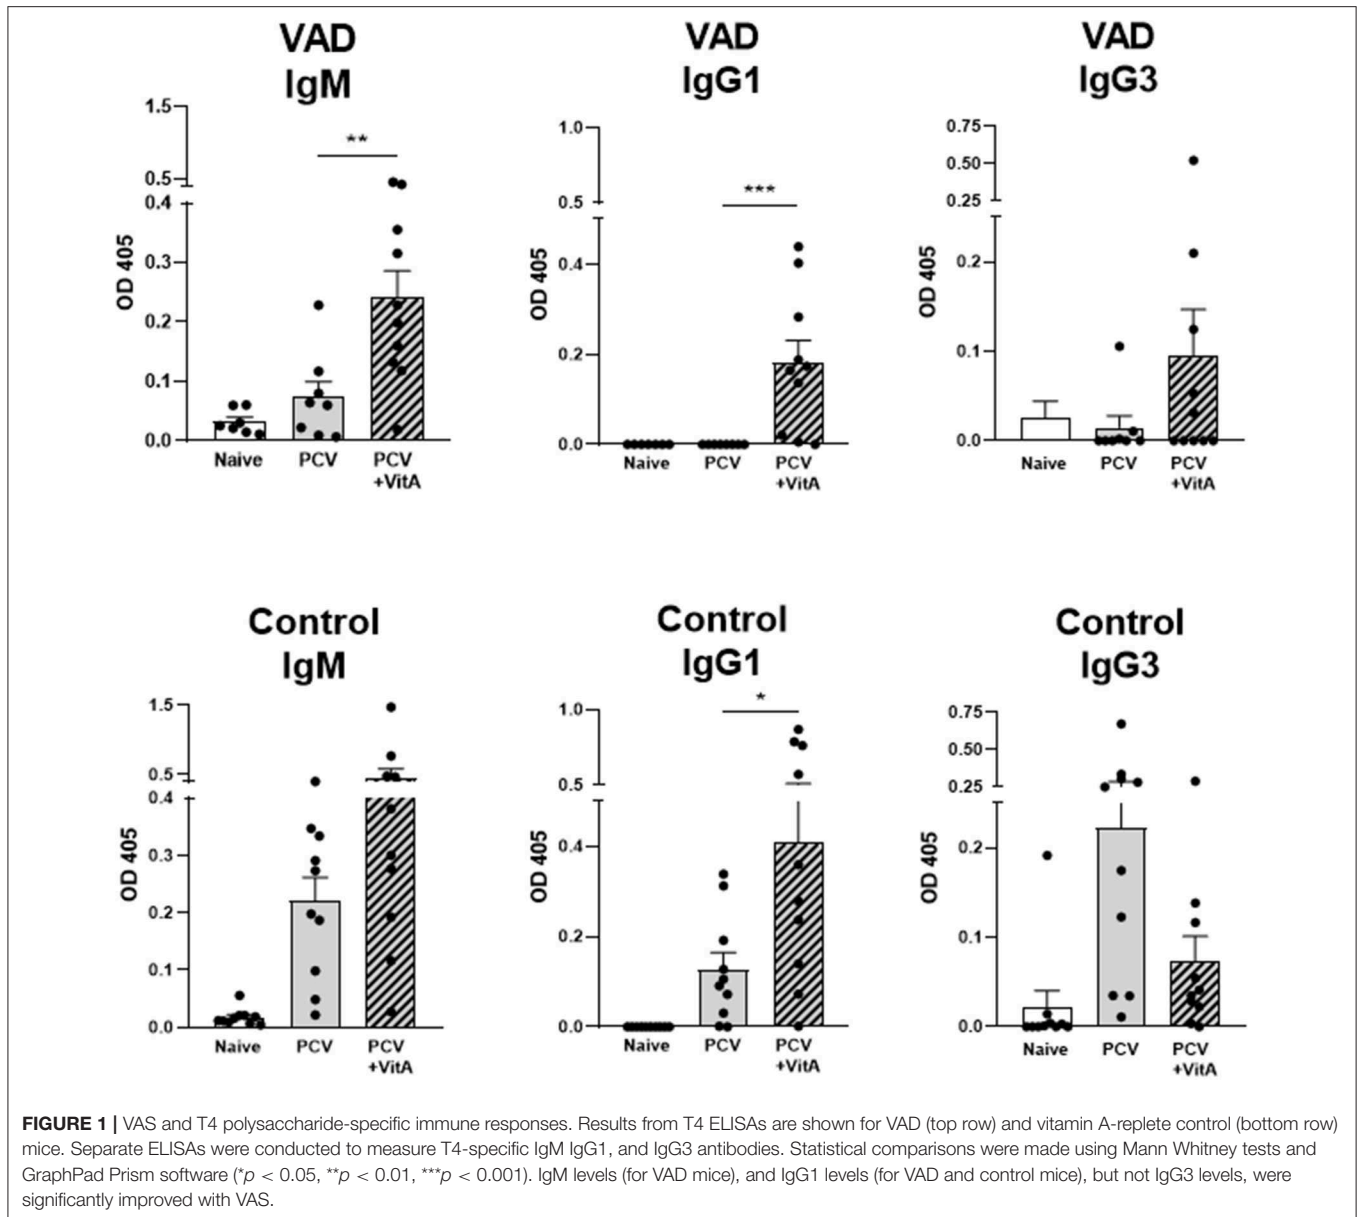 VAD
IgM
1.5
0.5
0.4
0.3
0.2
0.1
0.0
OD 405
**
Naive
PCV
PCV
+VitA
VAD
IgG1
1.0
0.5
0.4
0.2
0.0
OD 405
***
Naive
PCV
PCV
+VitA
VAD
IgG3
0.75
0.50
0.25
0.2
0.1
0.0
OD 405
Naive
PCV
PCV
+VitA
Control
IgM
1.5
0.5
0.4
0.3
0.2
0.1
0.0
OD 405
Naive
PCV
PCV
+VitA
Control
IgG1
1.0
0.5
0.4
0.2
0.0
OD 405
*
Naive
PCV
PCV
+VitA
Control
IgG3
0.75
0.50
0.25
0.2
0.1
0.0
OD 405
Naive
PCV
PCV
+VitA
FIGURE 1 | VAS and T4 polysaccharide-specific immune responses. Results from T4 ELISAs are shown for VAD (top row) and vitamin A-replete control (bottom row)
mice. Separate ELISAs were conducted to measure T4-specific IgM IgG1, and IgG3 antibodies. Statistical comparisons were made using Mann Whitney tests and
GraphPad Prism software (*p < 0.05, **p < 0.01, ***p < 0.001). IgM levels (for VAD mice), and IgG1 levels (for VAD and control mice), but not IgG3 levels, were
significantly improved with VAS.